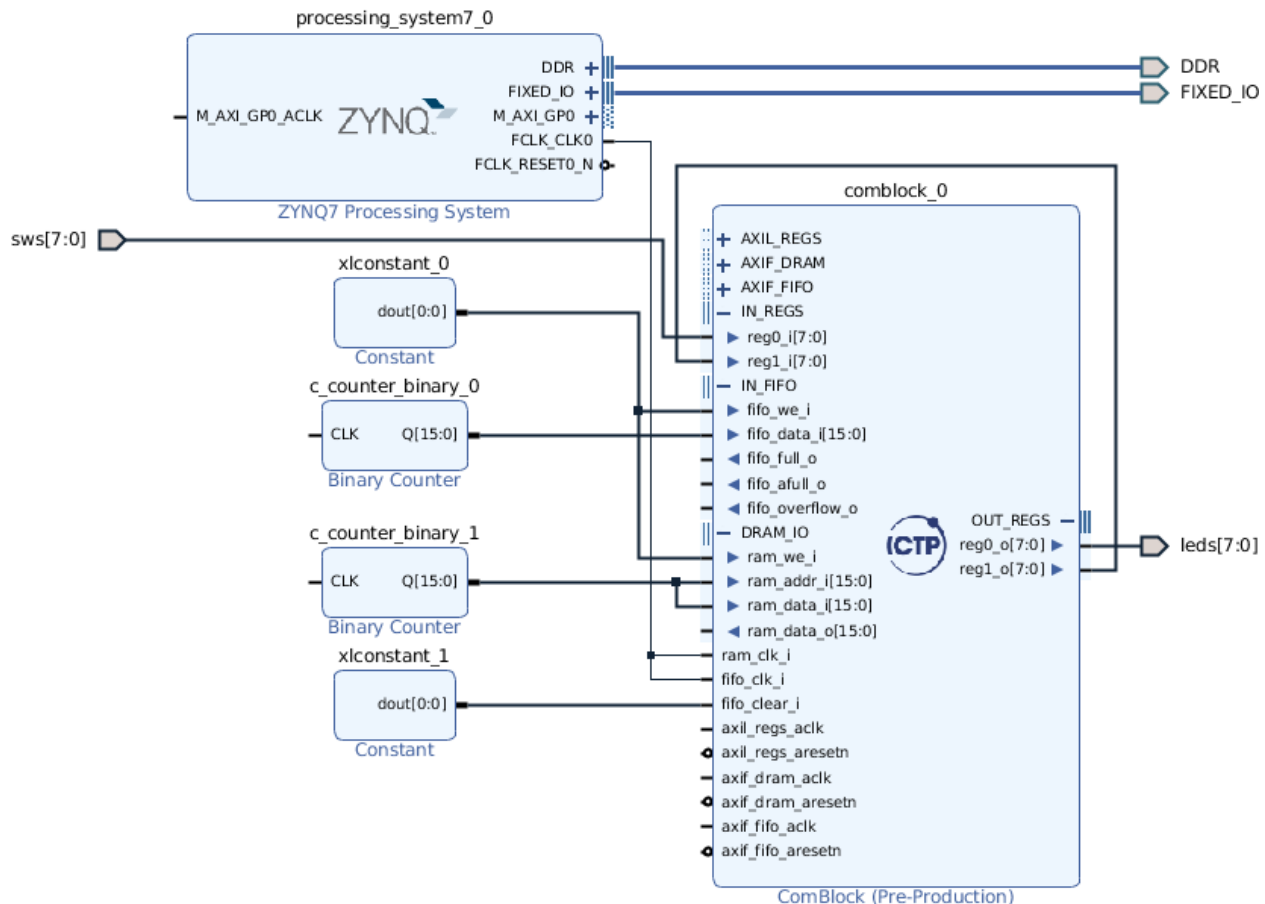 processing_system7_0
DDR
FIXED_IO
M_AXI_GP0_ACLK
ZYNQ
M_AXI_GP0
FCLK_CLK0
FCLK_RESET0_N
ZYNQ7 Processing System
DDR
FIXED_IO
sws[7:0]
xlconstant_0
dout[0:0]
Constant
c_counter_binary_0
CLK
Q[15:0]
Binary Counter
c_counter_binary_1
CLK
Q[15:0]
Binary Counter
xlconstant_1
dout[0:0]
Constant
comblock_0
AXIL_REGS
AXIF_DRAM
AXIF_FIFO
IN_REGS
reg0_i[7:0]
reg1_i[7:0]
IN_FIFO
fifo_we_i
fifo_data_i[15:0]
fifo_full_o
fifo_afull_o
fifo_overflow_o
DRAM_IO
ram_we_i
ram_addr_i[15:0]
ram_data_i[15:0]
ram_data_o[15:0]
ram_clk_i
fifo_clk_i
fifo_clear_i
axil_regs_aclk
axil_regs_aresetn
axif_dram_aclk
axif_dram_aresetn
axif_fifo_aclk
axif_fifo_aresetn
ICTP
OUT_REGS
reg0_o[7:0]
reg1_o[7:0]
ComBlock (Pre-Production)
leds[7:0]